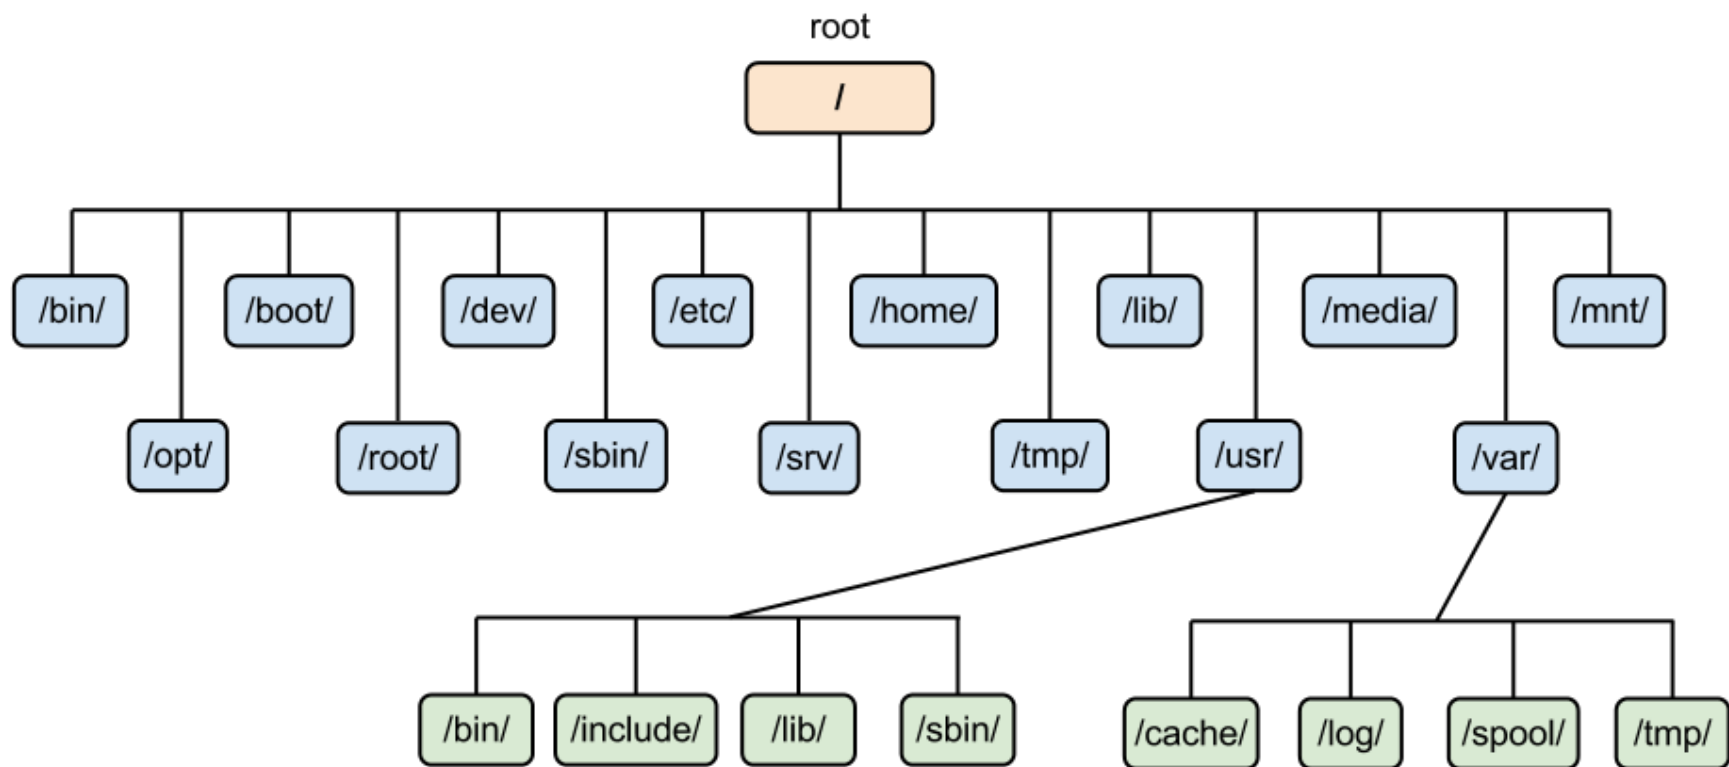 root
/
/bin/
/boot/
/dev/
/etc/
/home/
/lib/
/media/
/mnt/
/opt/
/root/
/sbin/
/srv/
/tmp/
/usr/
/var/
/bin/
/include/
/lib/
/sbin/
/cache/
/log/
/spool/
/tmp/